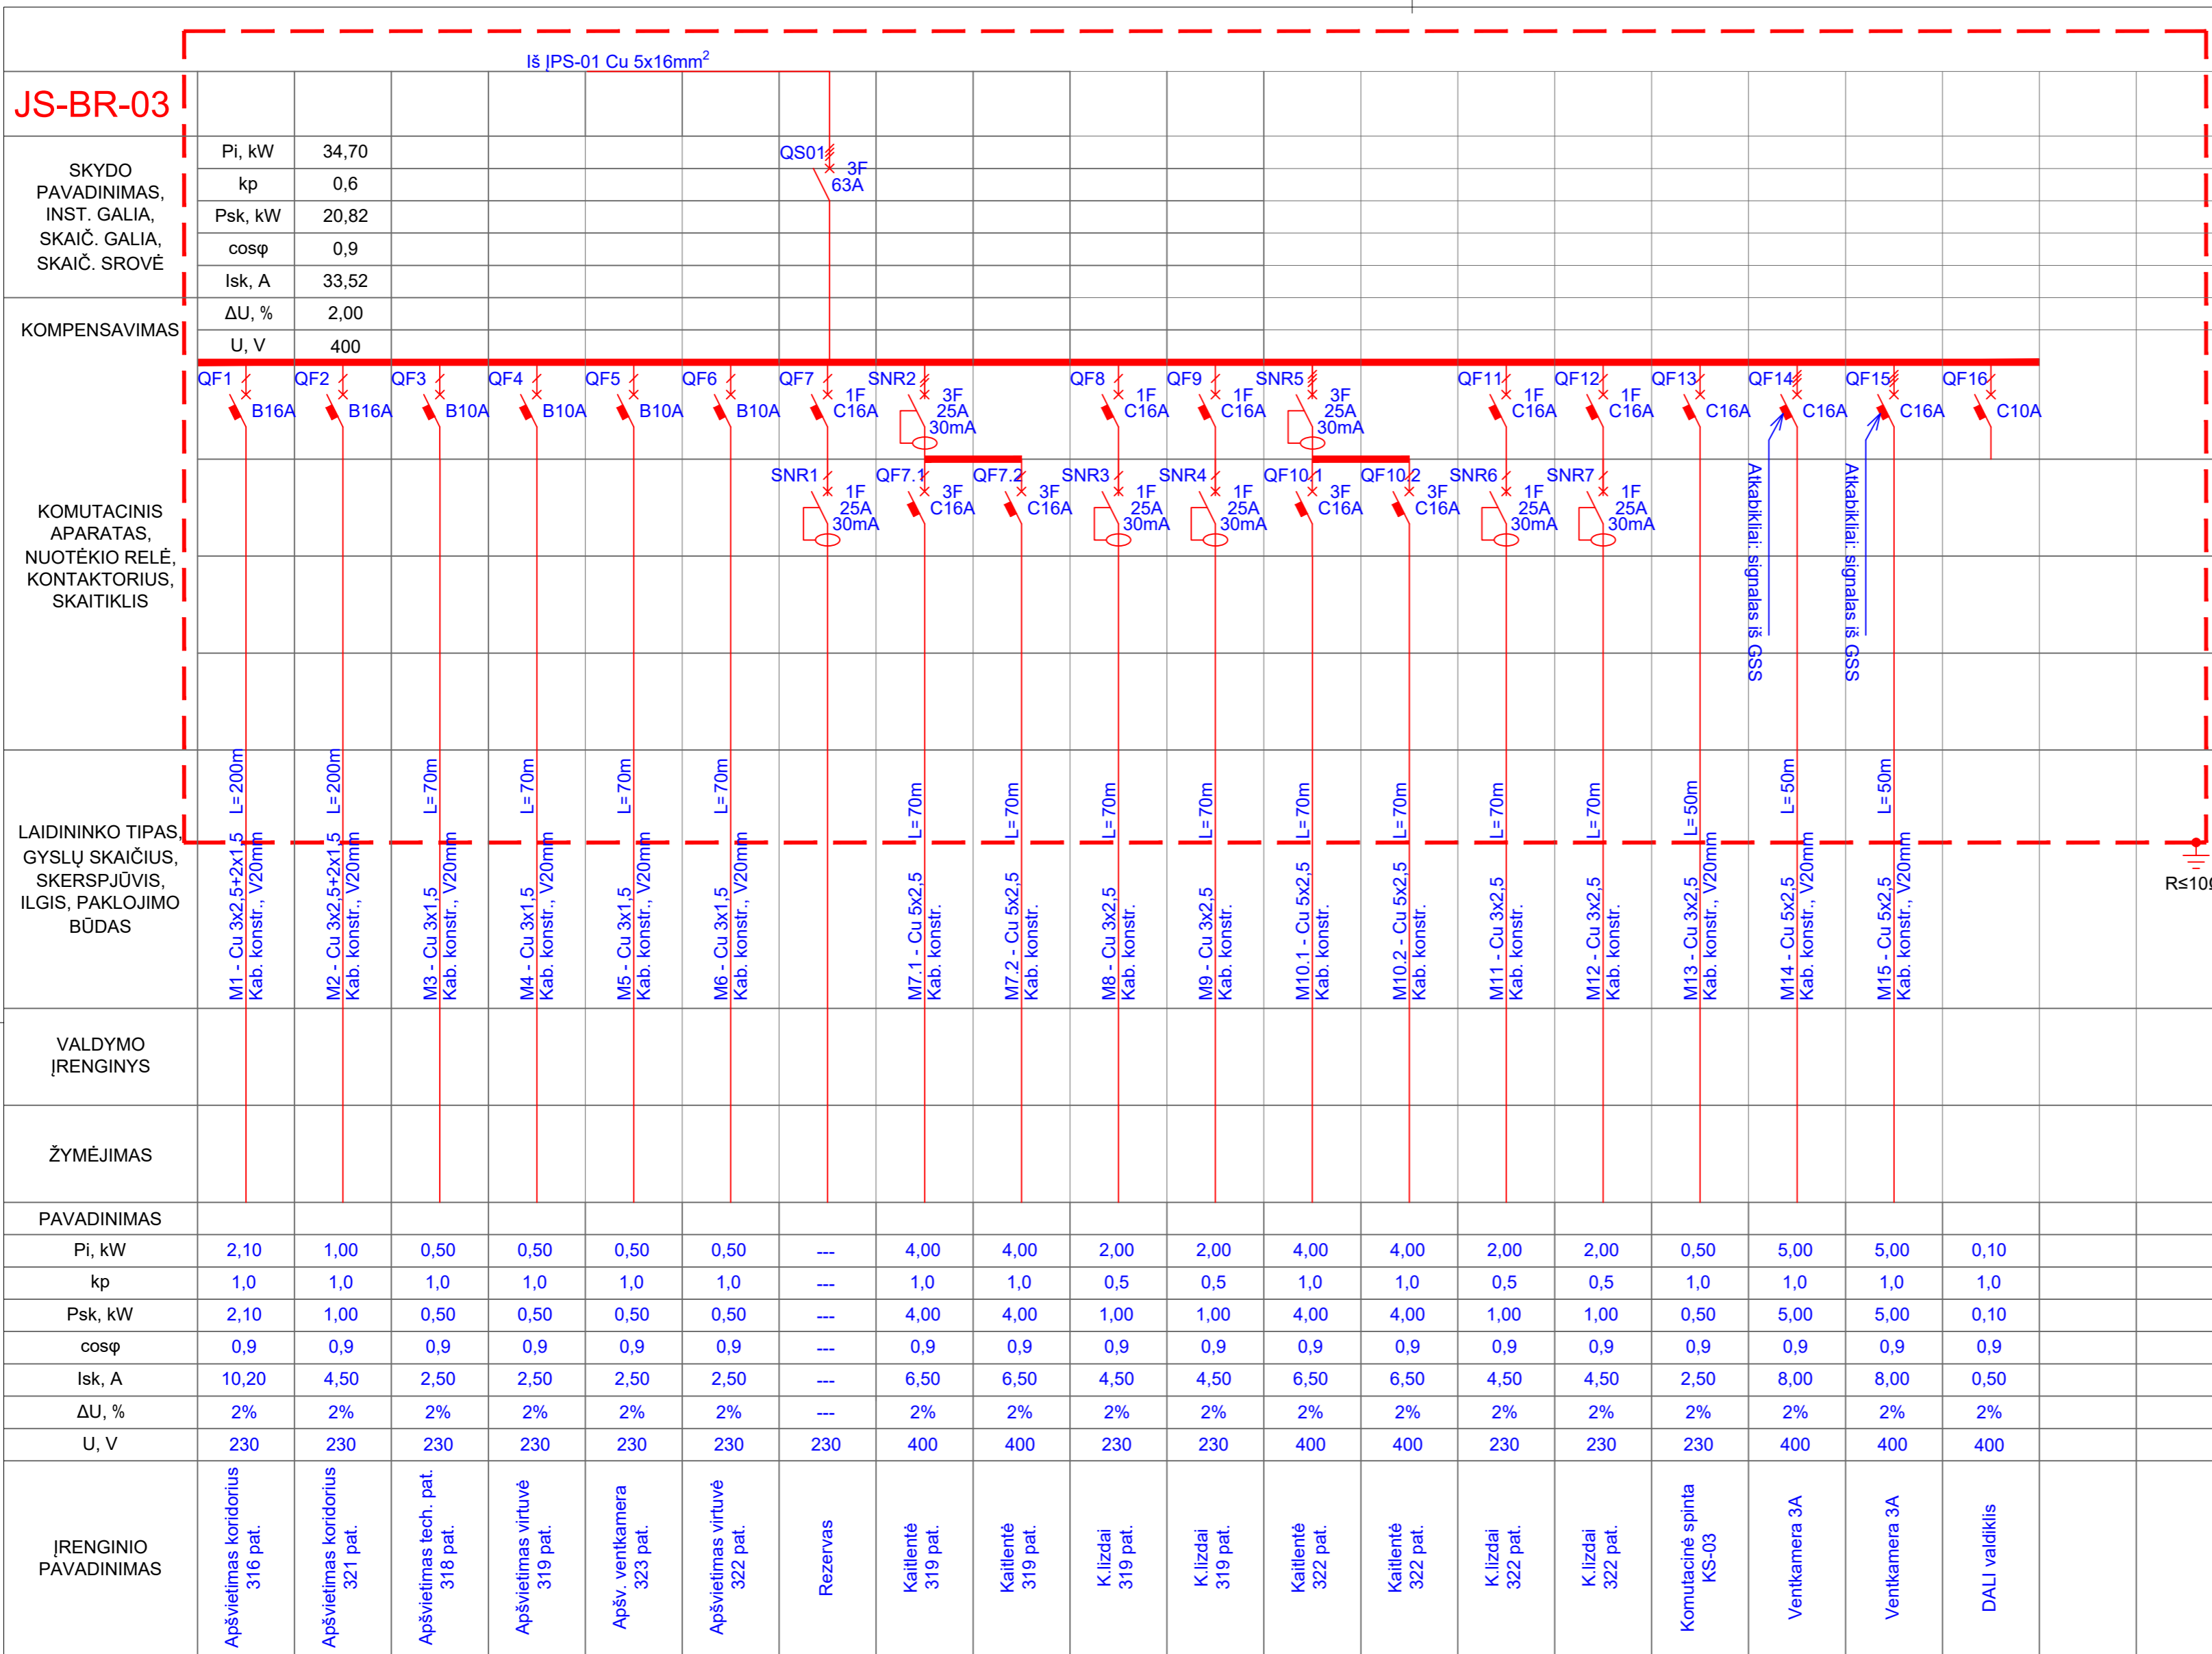 Iš ĮPS-01 Cu 5x16mm²
JS-BR-03
SKYDO
PAVADINIMAS,
INST. GALIA,
SKAIČ. GALIA,
SKAIČ. SROVĖ
Pi, kW 34,70
kp 0,6
Psk, kW 20,82
cosφ 0,9
Isk, A 33,52
QS01
3F
63A
KOMPENSAVIMAS
ΔU, % 2,00
U, V 400
QF1 QF2 QF3 QF4 QF5 QF6 QF7 SNR2 QF8 QF9 SNR5 QF11 QF12 QF13 QF14 QF15 QF16
1F 3F 1F 1F 3F 1F 1F
B16A B16A B10A B10A B10A B10A C16A 25A C16A C16A 25A C16A C16A C16A C16A C16A C10A
30mA 30mA
KOMUTACINIS
APARATAS,
NUOTĖKIO RELĖ,
KONTAKTORIUS,
SKAITIKLIS
SNR1 QF7.1 QF7.2 SNR3 SNR4 QF10.1 QF10.2 SNR6 SNR7
1F 3F 3F 1F 1F 3F 3F 1F 1F
25A C16A C16A 25A 25A C16A C16A 25A 25A
30mA 30mA 30mA 30mA 30mA
Atkabikliai: signalas iš GSS
Atkabikliai: signalas iš GSS
LAIDININKO TIPAS,
GYSLŲ SKAIČIUS,
SKERSPJŪVIS,
ILGIS, PAKLOJIMO
BŪDAS
M1 - Cu 3x2,5+2x1,5 L=200m
Kab. konstr., V20mm
M2 - Cu 3x2,5+2x1,5 L=200m
Kab. konstr., V20mm
M3 - Cu 3x1,5 L=70m
Kab. konstr., V20mm
M4 - Cu 3x1,5 L=70m
Kab. konstr., V20mm
M5 - Cu 3x1,5 L=70m
Kab. konstr., V20mm
M6 - Cu 3x1,5 L=70m
Kab. konstr., V20mm
M7.1 - Cu 5x2,5 L=70m
Kab. konstr.
M7.2 - Cu 5x2,5 L=70m
Kab. konstr.
M8 - Cu 3x2,5 L=70m
Kab. konstr.
M9 - Cu 3x2,5 L=70m
Kab. konstr.
M10.1 - Cu 5x2,5 L=70m
Kab. konstr.
M10.2 - Cu 5x2,5 L=70m
Kab. konstr.
M11 - Cu 3x2,5 L=70m
Kab. konstr.
M12 - Cu 3x2,5 L=70m
Kab. konstr.
M13 - Cu 3x2,5 L=50m
Kab. konstr., V20mm
M14 - Cu 5x2,5 L=50m
Kab. konstr., V20mm
M15 - Cu 5x2,5 L=50m
Kab. konstr., V20mm
VALDYMO
ĮRENGINYS
ŽYMĖJIMAS
PAVADINIMAS
Pi, kW 2,10 1,00 0,50 0,50 0,50 0,50 --- 4,00 4,00 2,00 2,00 4,00 4,00 2,00 2,00 0,50 5,00 5,00 0,10
kp 1,0 1,0 1,0 1,0 1,0 1,0 --- 1,0 1,0 0,5 0,5 1,0 1,0 0,5 0,5 1,0 1,0 1,0 1,0
Psk, kW 2,10 1,00 0,50 0,50 0,50 0,50 --- 4,00 4,00 1,00 1,00 4,00 4,00 1,00 1,00 0,50 5,00 5,00 0,10
cosφ 0,9 0,9 0,9 0,9 0,9 0,9 --- 0,9 0,9 0,9 0,9 0,9 0,9 0,9 0,9 0,9 0,9 0,9 0,9
Isk, A 10,20 4,50 2,50 2,50 2,50 2,50 --- 6,50 6,50 4,50 4,50 6,50 6,50 4,50 4,50 2,50 8,00 8,00 0,50
ΔU, % 2% 2% 2% 2% 2% 2% --- 2% 2% 2% 2% 2% 2% 2% 2% 2% 2% 2% 2%
U, V 230 230 230 230 230 230 230 400 400 230 230 400 400 230 230 230 400 400 400
ĮRENGINIO
PAVADINIMAS
Apšvietimas koridorius
316 pat.
Apšvietimas koridorius
321 pat.
Apšvietimas tech. pat.
318 pat.
Apšvietimas virtuvė
319 pat.
Apšv. ventkamera
323 pat.
Apšvietimas virtuvė
322 pat.
Rezervas
Kaitlentė
319 pat.
Kaitlentė
319 pat.
K.lizdai
319 pat.
K.lizdai
319 pat.
Kaitlentė
322 pat.
Kaitlentė
322 pat.
K.lizdai
322 pat.
K.lizdai
322 pat.
Komutacinė spinta
KS-03
Ventkamera 3A
Ventkamera 3A
DALI valdiklis